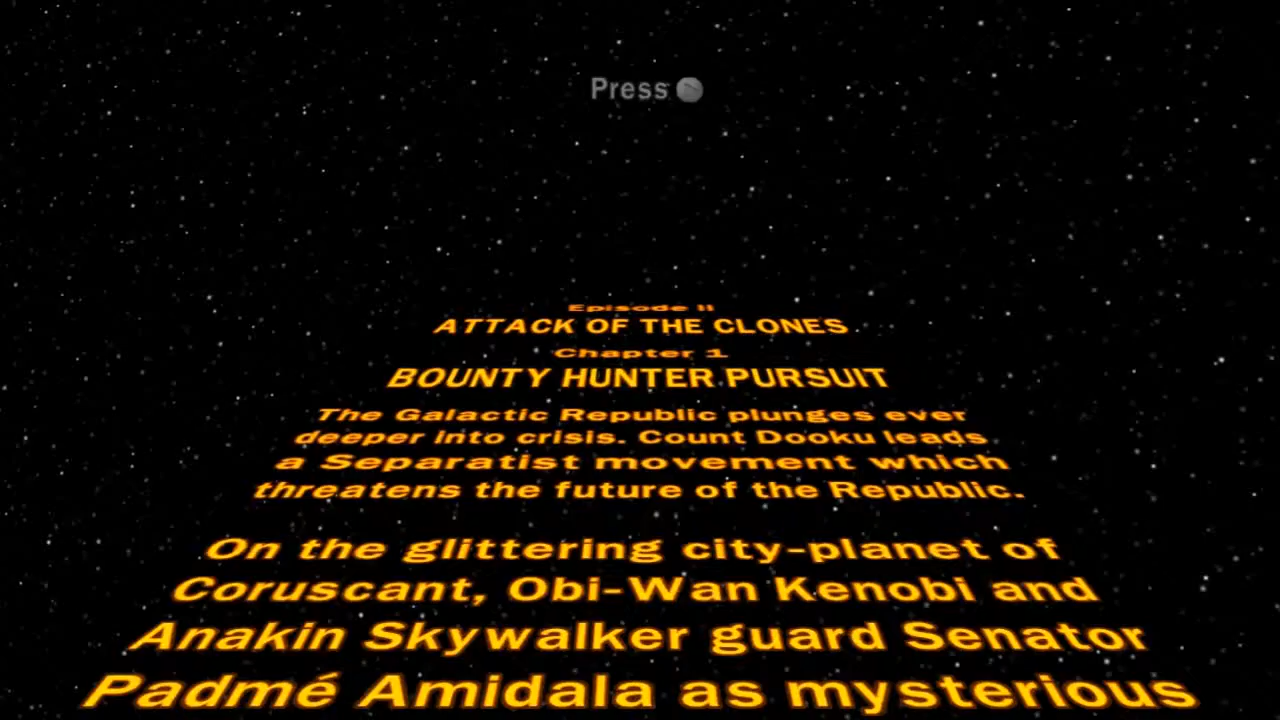 Press
Episode II
ATTACK OF THE CLONES
Chapter 1
BOUNTY HUNTER PURSUIT
The Galactic Republic plunges ever
deeper into crisis. Count Dooku leads
a Separatist movement which
threatens the future of the Republic.
On the glittering city-planet of
Coruscant, Obi-Wan Kenobi and
Anakin Skywalker guard Senator
Padmé Amidala as mysterious